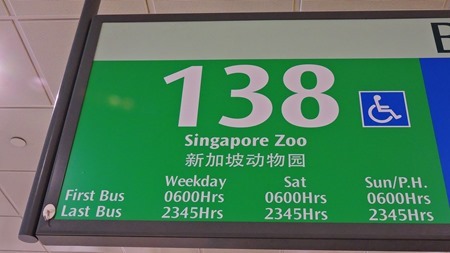 138
Singapore Zoo
新加坡动物园
Weekday Sat Sun/P.H.
First Bus 0600Hrs 0600Hrs 0600Hrs
Last Bus 2345Hrs 2345Hrs 2345Hrs